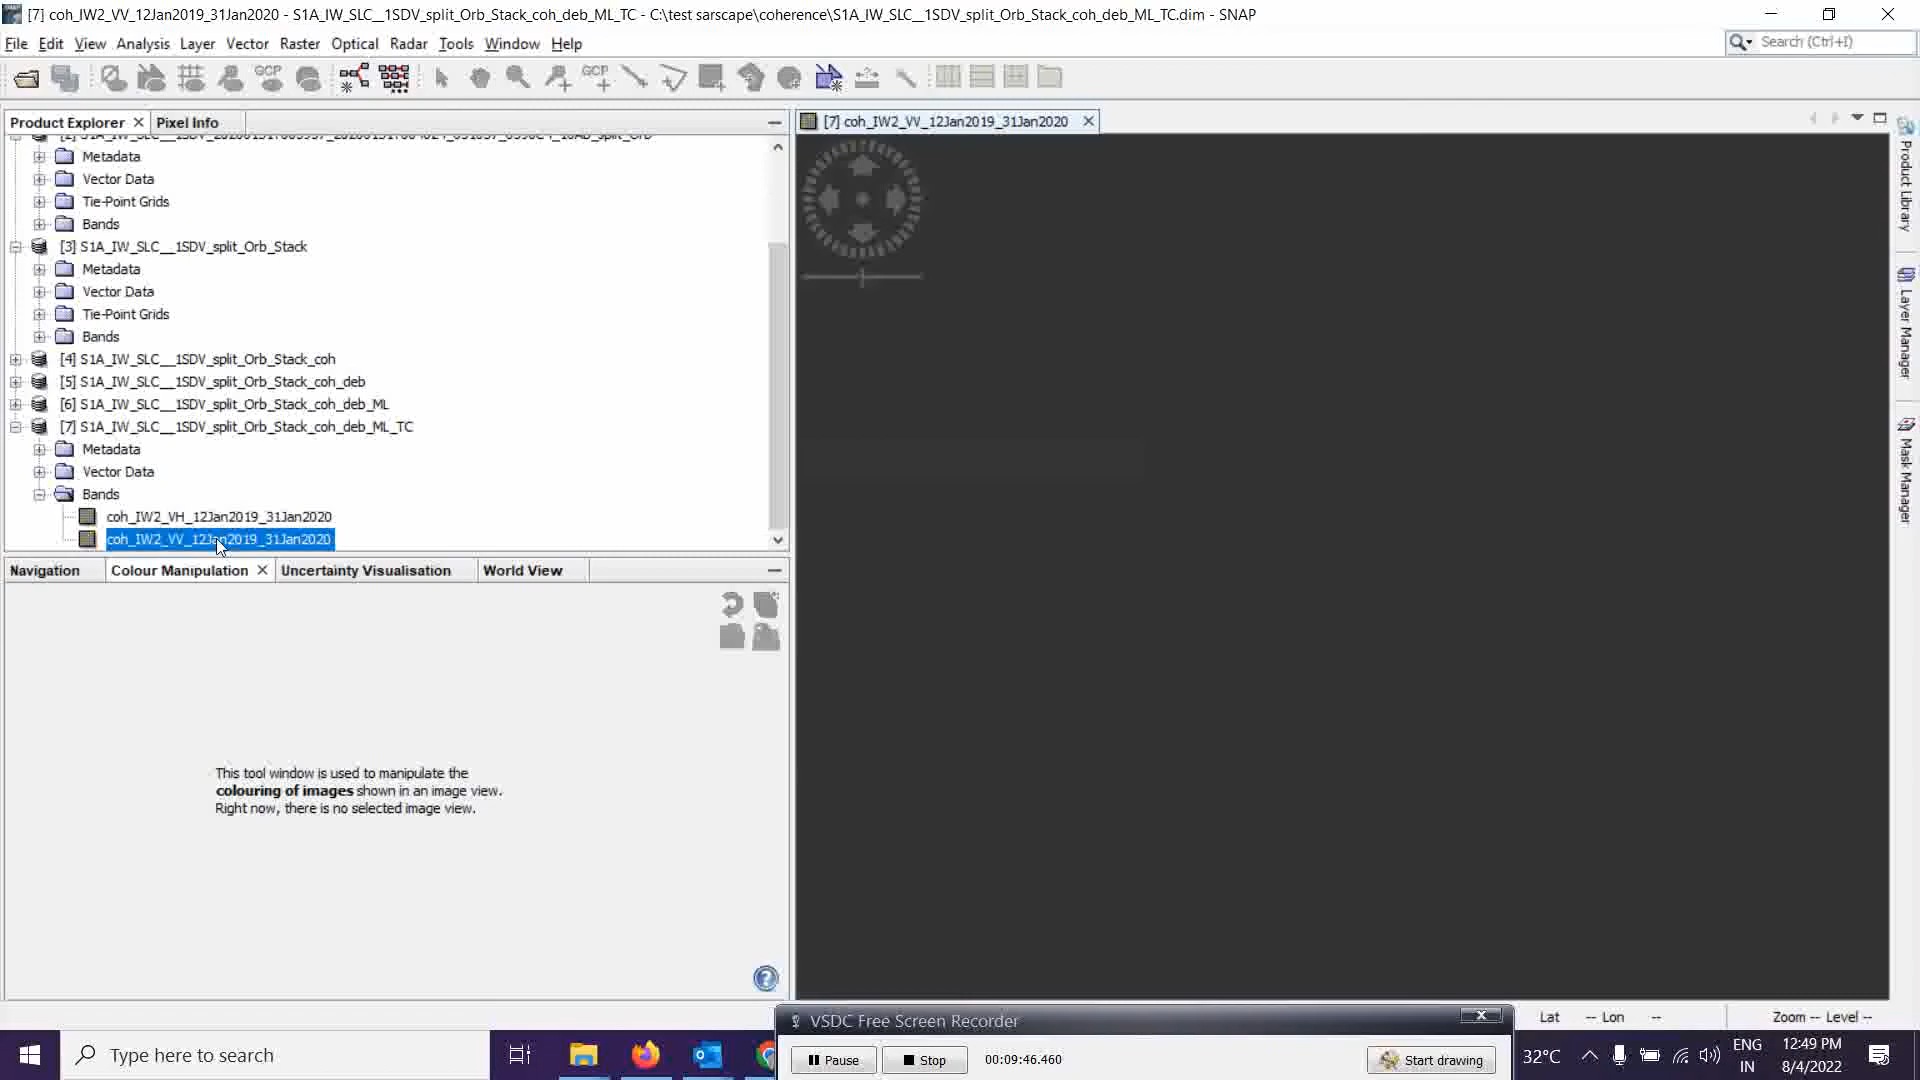 [7] coh_IW2_VV_12Jan2019_31Jan2020 - S1A_IW_SLC__1SDV_split_Orb_Stack_coh_deb_ML_TC - C:\test sarscape\coherence\S1A_IW_SLC__1SDV_split_Orb_Stack_coh_deb_ML_TC.dim - SNAP
File Edit View Analysis Layer Vector Raster Optical Radar Tools Window Help
Search (Ctrl+I)
GCP GCP
Product Explorer Pixel Info
[7] coh_IW2_VV_12Jan2019_31Jan2020
Metadata
Vector Data
Tie-Point Grids
Bands
[3] S1A_IW_SLC__1SDV_split_Orb_Stack
Metadata
Vector Data
Tie-Point Grids
Bands
[4] S1A_IW_SLC__1SDV_split_Orb_Stack_coh
[5] S1A_IW_SLC__1SDV_split_Orb_Stack_coh_deb
[6] S1A_IW_SLC__1SDV_split_Orb_Stack_coh_deb_ML
[7] S1A_IW_SLC__1SDV_split_Orb_Stack_coh_deb_ML_TC
Metadata
Vector Data
Bands
coh_IW2_VH_12Jan2019_31Jan2020
coh_IW2_VV_12Jan2019_31Jan2020
Product Library
Layer Manager
Mask Manager
Navigation Colour Manipulation Uncertainty Visualisation World View
This tool window is used to manipulate the
colouring of images shown in an image view.
Right now, there is no selected image view.
Lat -- Lon -- Zoom -- Level --
VSDC Free Screen Recorder
Pause Stop 00:09:46.460 Start drawing
Type here to search
32°C
ENG
IN
12:49 PM
8/4/2022